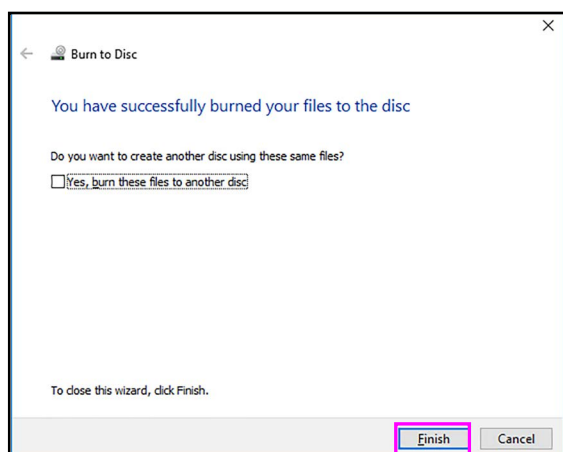 Burn to Disc
You have successfully burned your files to the disc
Do you want to create another disc using these same files?
Yes, burn these files to another disc
To close this wizard, click Finish.
Finish Cancel